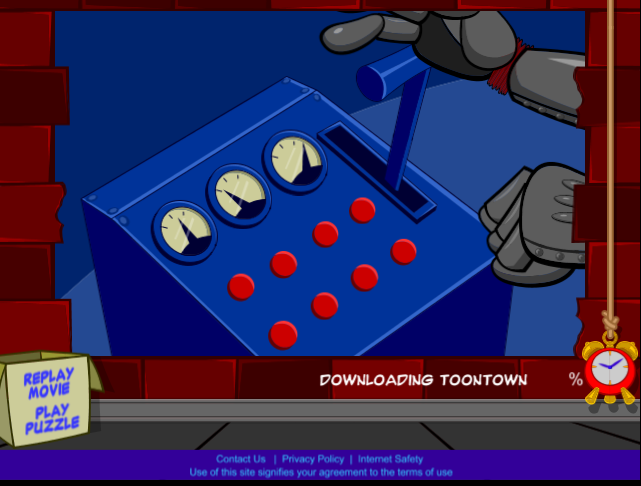 DOWNLOADING TOONTOWN %
REPLAY
MOVIE
PLAY
PUZZLE
Contact Us | Privacy Policy | Internet Safety
Use of this site signifies your agreement to the terms of use